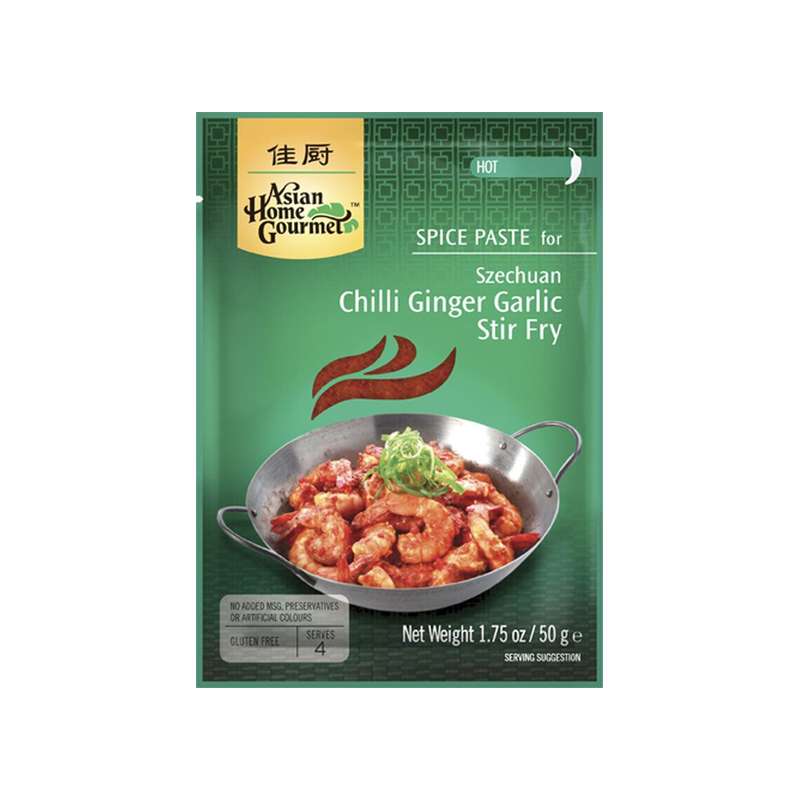 佳厨
Asian
Home
Gourmet™
HOT
SPICE PASTE for
Szechuan
Chilli Ginger Garlic
Stir Fry
NO ADDED MSG, PRESERVATIVES
OR ARTIFICIAL COLOURS
GLUTEN FREE
SERVES
4
Net Weight 1.75 oz / 50 g ℮
SERVING SUGGESTION